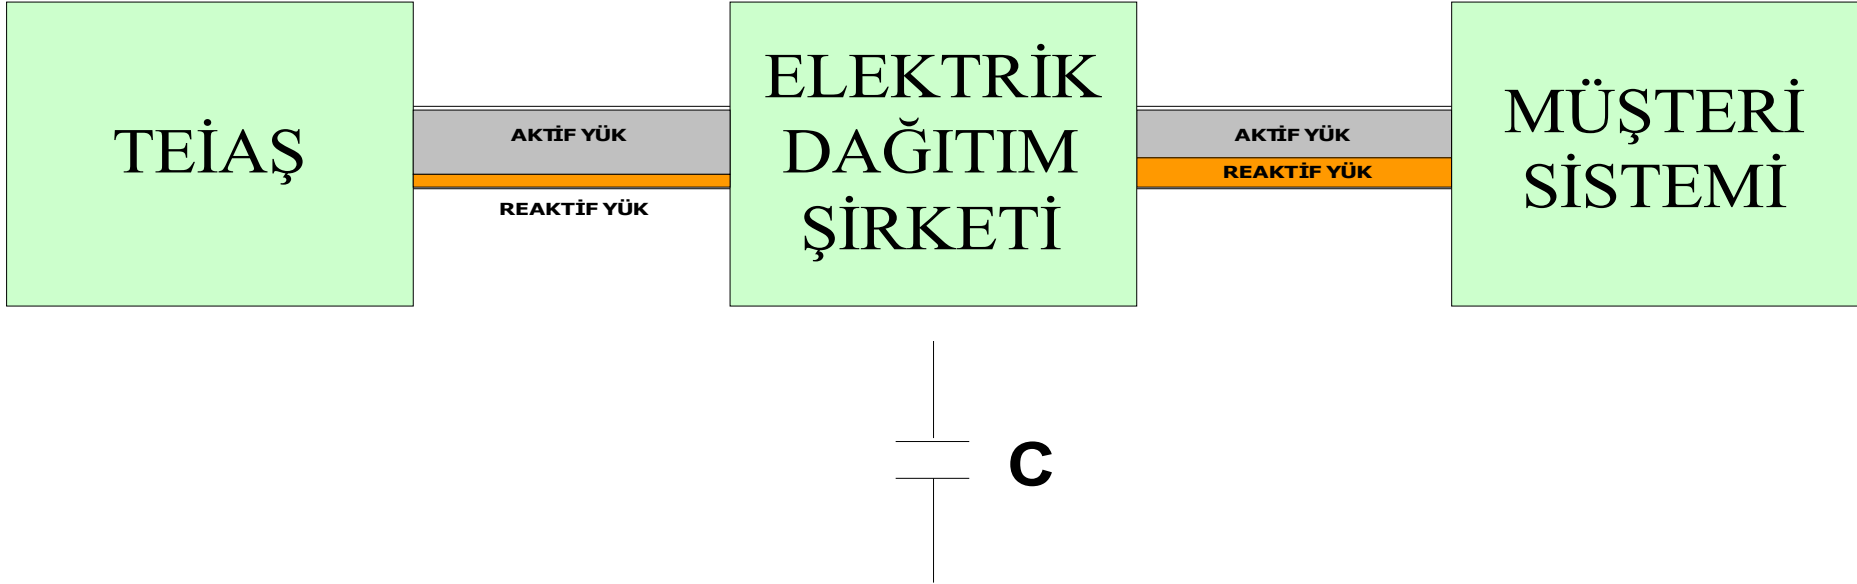 TEİAŞ
AKTİF YÜK
REAKTİF YÜK
ELEKTRİK
DAĞITIM
ŞİRKETİ
AKTİF YÜK
REAKTİF YÜK
MÜŞTERİ
SİSTEMİ
C